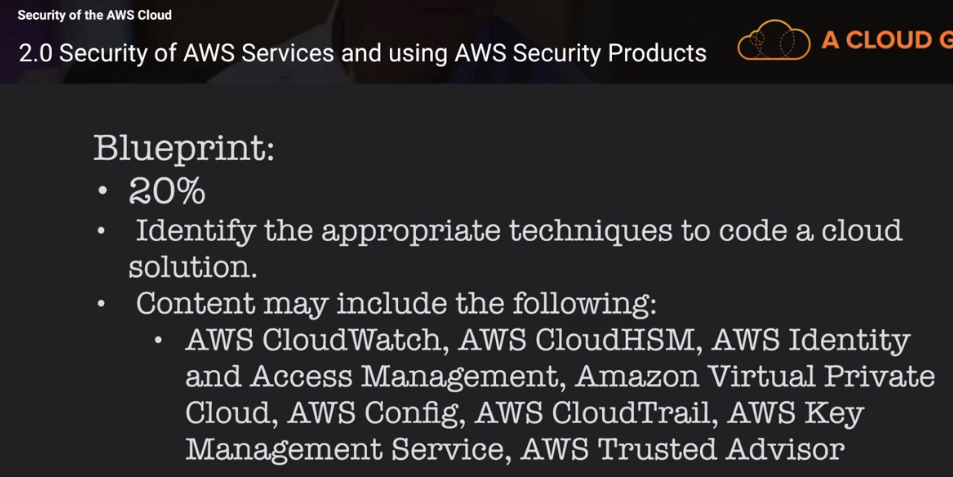 Security of the AWS Cloud
2.0 Security of AWS Services and using AWS Security Products
A CLOUD G
Blueprint:
• 20%
• Identify the appropriate techniques to code a cloud
solution.
• Content may include the following:
• AWS CloudWatch, AWS CloudHSM, AWS Identity
and Access Management, Amazon Virtual Private
Cloud, AWS Config, AWS CloudTrail, AWS Key
Management Service, AWS Trusted Advisor